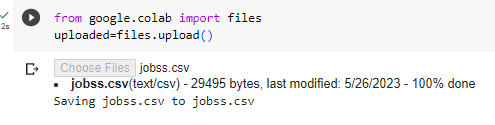 2s
from google.colab import files
uploaded=files.upload()
Choose Files jobss.csv
• jobss.csv(text/csv) - 29495 bytes, last modified: 5/26/2023 - 100% done
Saving jobss.csv to jobss.csv